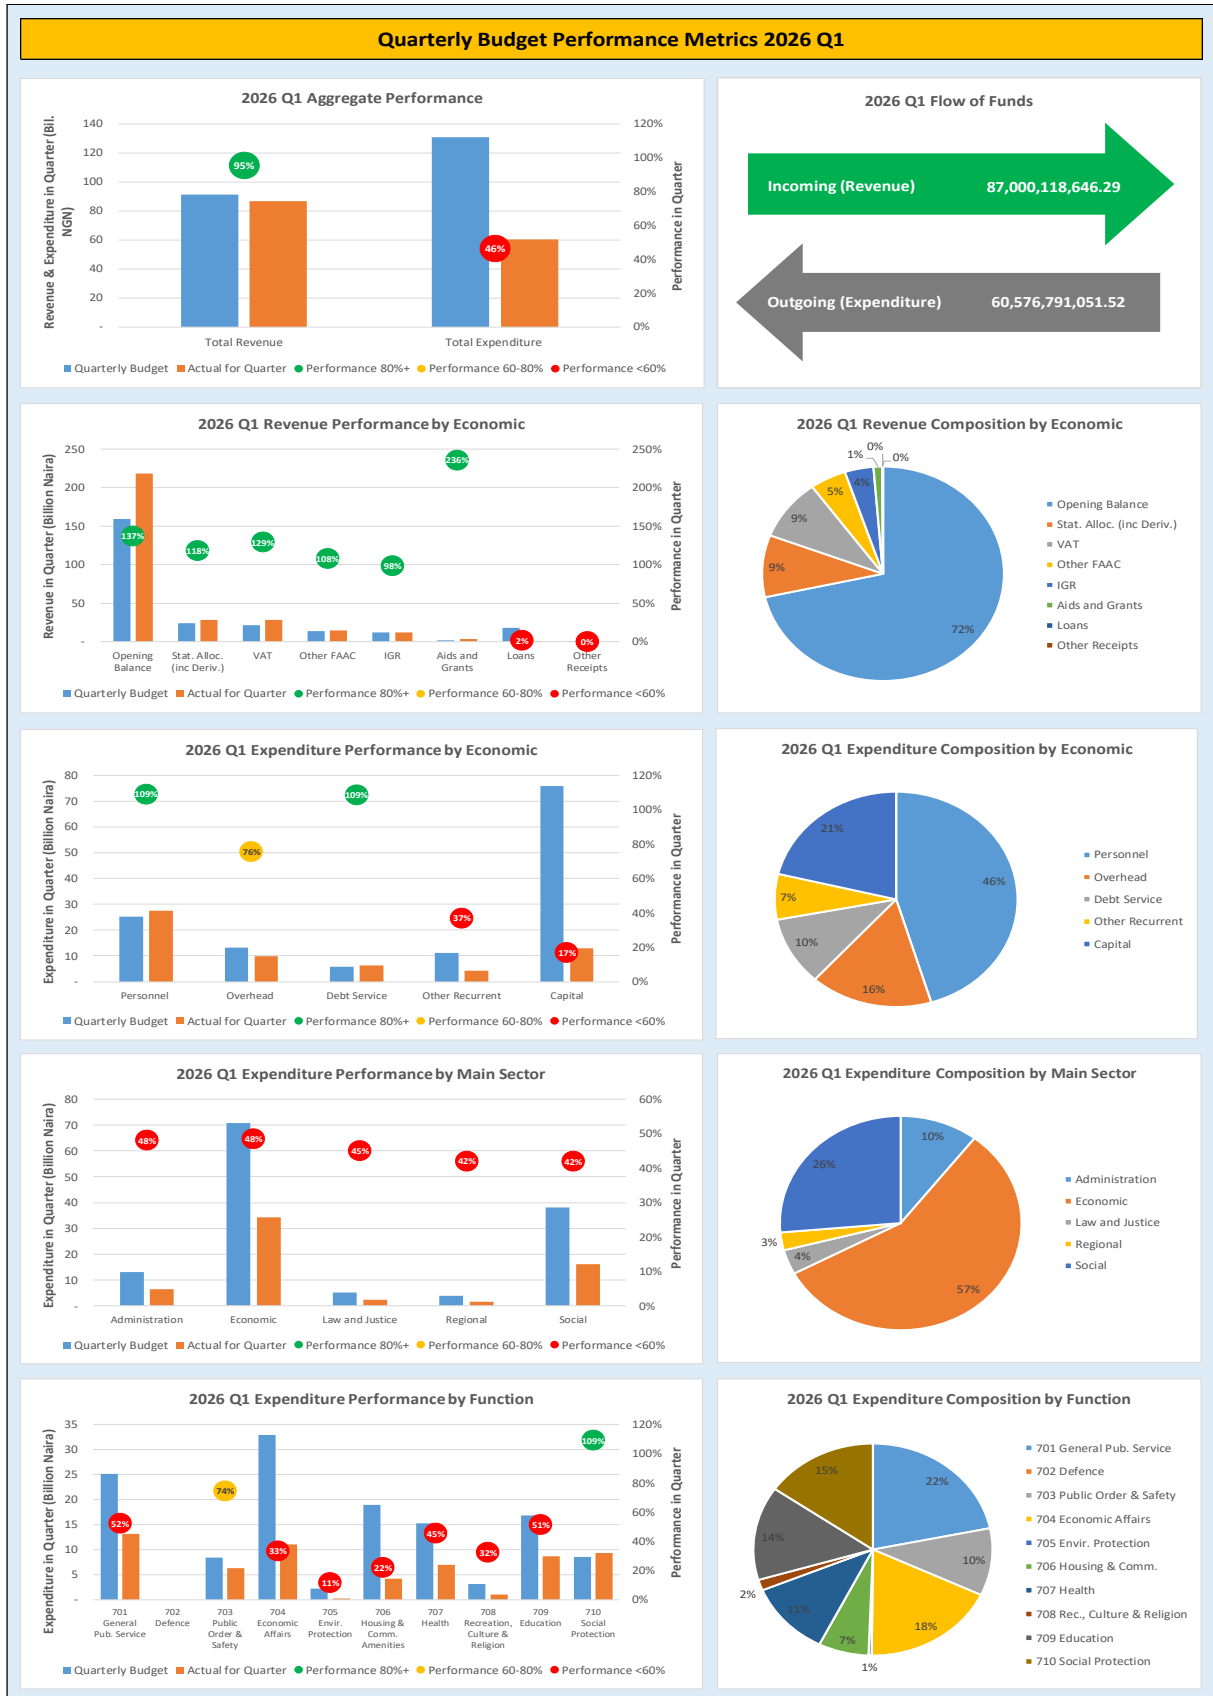 Quarterly Budget Performance Metrics 2026 Q1
2026 Q1 Aggregate Performance
Revenue & Expenditure in Quarter (Bil. NGN)
140
120
100
80
60
40
20
-
120%
100%
80%
60%
40%
20%
0%
Performance in Quarter
95%
46%
Total Revenue
Total Expenditure
Quarterly Budget
Actual for Quarter
Performance 80%+
Performance 60-80%
Performance <60%
2026 Q1 Flow of Funds
Incoming (Revenue) 87,000,118,646.29
Outgoing (Expenditure) 60,576,791,051.52
2026 Q1 Revenue Performance by Economic
Revenue in Quarter (Billion Naira)
250
200
150
100
50
-
250%
200%
150%
100%
50%
0%
Performance in Quarter
137%
118%
129%
108%
98%
236%
2%
0%
Opening Balance
Stat. Alloc. (inc Deriv.)
VAT
Other FAAC
IGR
Aids and Grants
Loans
Other Receipts
Quarterly Budget
Actual for Quarter
Performance 80%+
Performance 60-80%
Performance <60%
2026 Q1 Revenue Composition by Economic
72%
9%
9%
5%
4%
1%
0%
0%
Opening Balance
Stat. Alloc. (inc Deriv.)
VAT
Other FAAC
IGR
Aids and Grants
Loans
Other Receipts
2026 Q1 Expenditure Performance by Economic
Expenditure in Quarter (Billion Naira)
80
70
60
50
40
30
20
10
-
120%
100%
80%
60%
40%
20%
0%
Performance in Quarter
109%
76%
109%
37%
17%
Personnel
Overhead
Debt Service
Other Recurrent
Capital
Quarterly Budget
Actual for Quarter
Performance 80%+
Performance 60-80%
Performance <60%
2026 Q1 Expenditure Composition by Economic
46%
16%
10%
7%
21%
Personnel
Overhead
Debt Service
Other Recurrent
Capital
2026 Q1 Expenditure Performance by Main Sector
Expenditure in Quarter (Billion Naira)
80
70
60
50
40
30
20
10
-
60%
50%
40%
30%
20%
10%
0%
Performance in Quarter
48%
48%
45%
42%
42%
Administration
Economic
Law and Justice
Regional
Social
Quarterly Budget
Actual for Quarter
Performance 80%+
Performance 60-80%
Performance <60%
2026 Q1 Expenditure Composition by Main Sector
10%
57%
4%
3%
26%
Administration
Economic
Law and Justice
Regional
Social
2026 Q1 Expenditure Performance by Function
Expenditure in Quarter (Billion Naira)
35
30
25
20
15
10
5
-
120%
100%
80%
60%
40%
20%
0%
Performance in Quarter
52%
74%
33%
11%
22%
45%
32%
51%
109%
701 General Pub. Service
702 Defence
703 Public Order & Safety
704 Economic Affairs
705 Envir. Protection
706 Housing & Comm. Amenities
707 Health
708 Recreation, Culture & Religion
709 Education
710 Social Protection
Quarterly Budget
Actual for Quarter
Performance 80%+
Performance 60-80%
Performance <60%
2026 Q1 Expenditure Composition by Function
22%
10%
18%
1%
7%
11%
2%
14%
15%
701 General Pub. Service
702 Defence
703 Public Order & Safety
704 Economic Affairs
705 Envir. Protection
706 Housing & Comm.
707 Health
708 Rec., Culture & Religion
709 Education
710 Social Protection